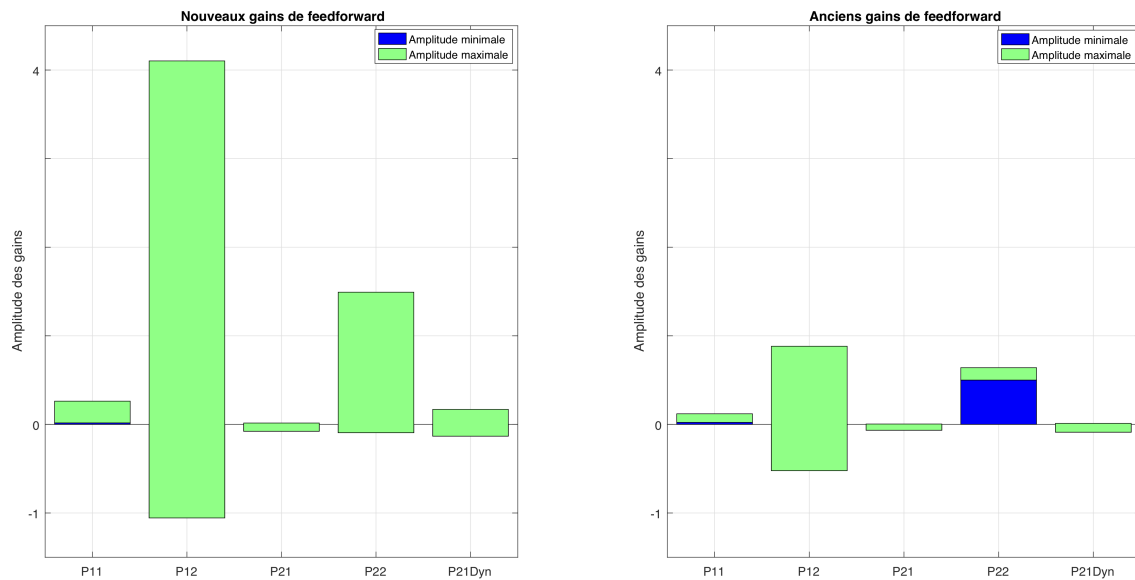 Nouveaux gains de feedforward
Amplitude minimale
Amplitude maximale
4
0
-1
Amplitude des gains
P11 P12 P21 P22 P21Dyn
Anciens gains de feedforward
Amplitude minimale
Amplitude maximale
4
0
-1
Amplitude des gains
P11 P12 P21 P22 P21Dyn